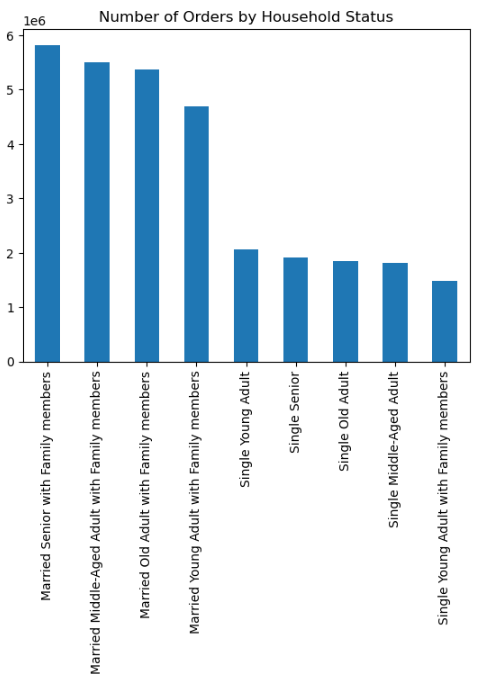 Number of Orders by Household Status
1e6
6
5
4
3
2
1
0
Married Senior with Family members
Married Middle-Aged Adult with Family members
Married Old Adult with Family members
Married Young Adult with Family members
Single Young Adult
Single Senior
Single Old Adult
Single Middle-Aged Adult
Single Young Adult with Family members